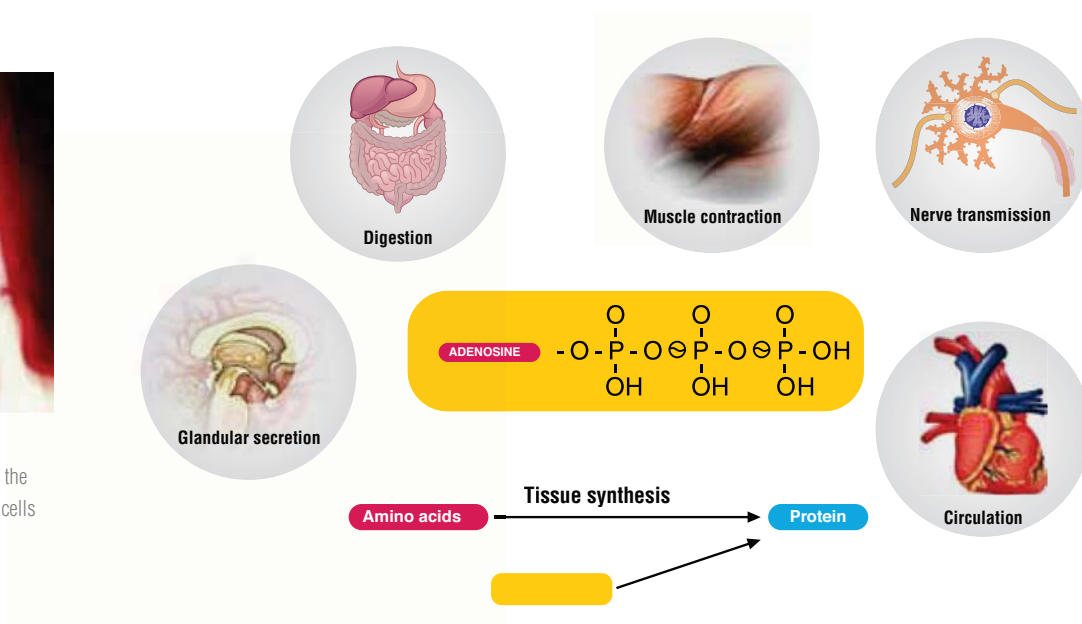 Digestion
Muscle contraction
Nerve transmission
Glandular secretion
O O O
ADENOSINE - O - P - O ⊖ P - O ⊖ P - OH
OH OH OH
Circulation
the
cells
Tissue synthesis
Amino acids
Protein